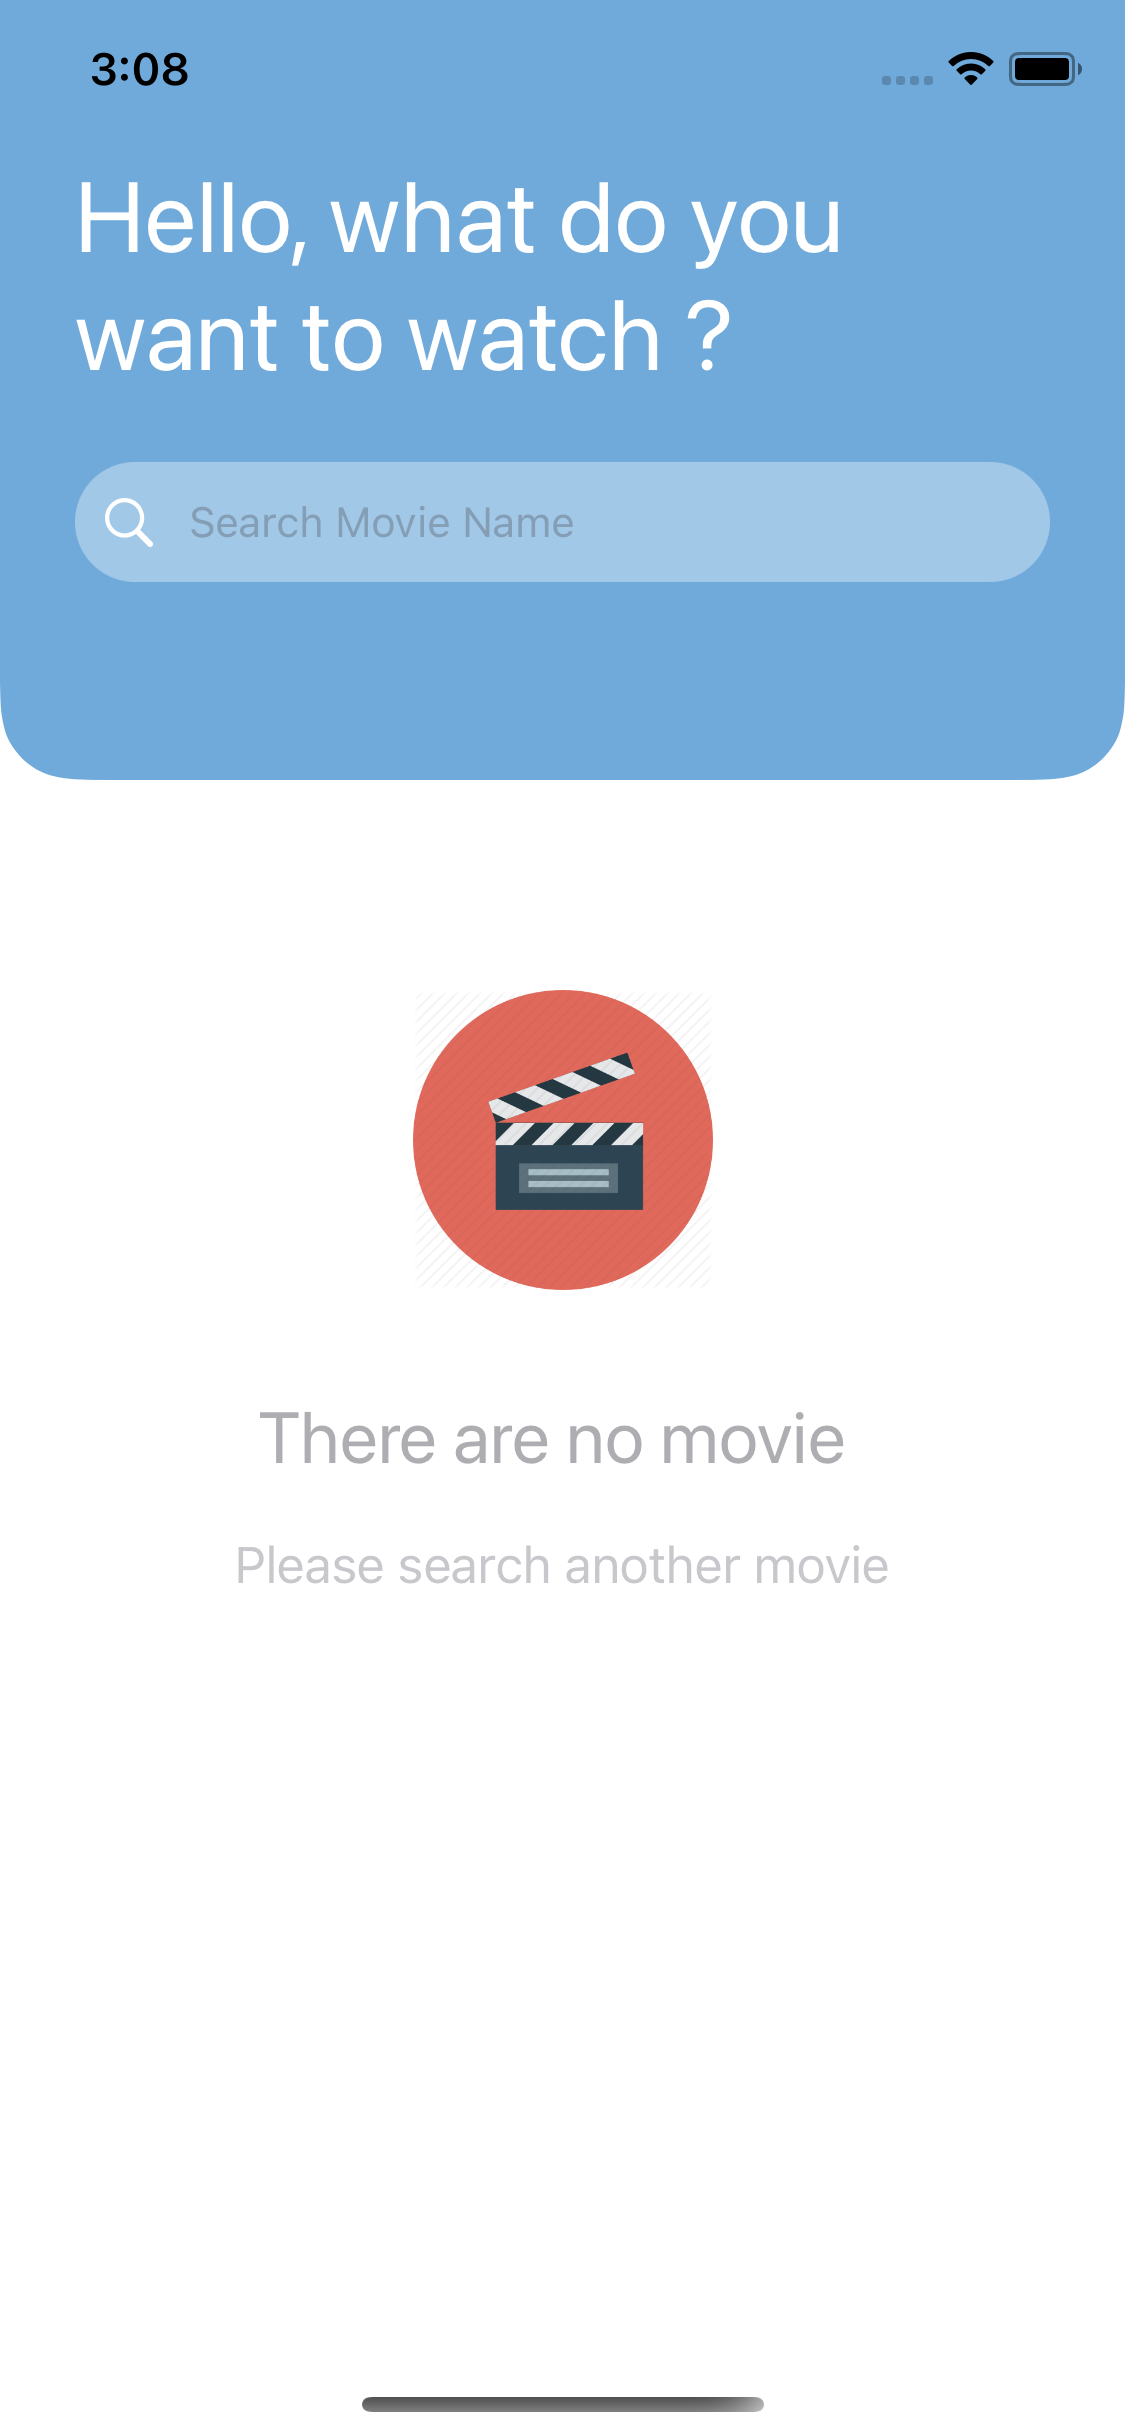 3:08
Hello, what do you
want to watch ?
Search Movie Name
There are no movie
Please search another movie